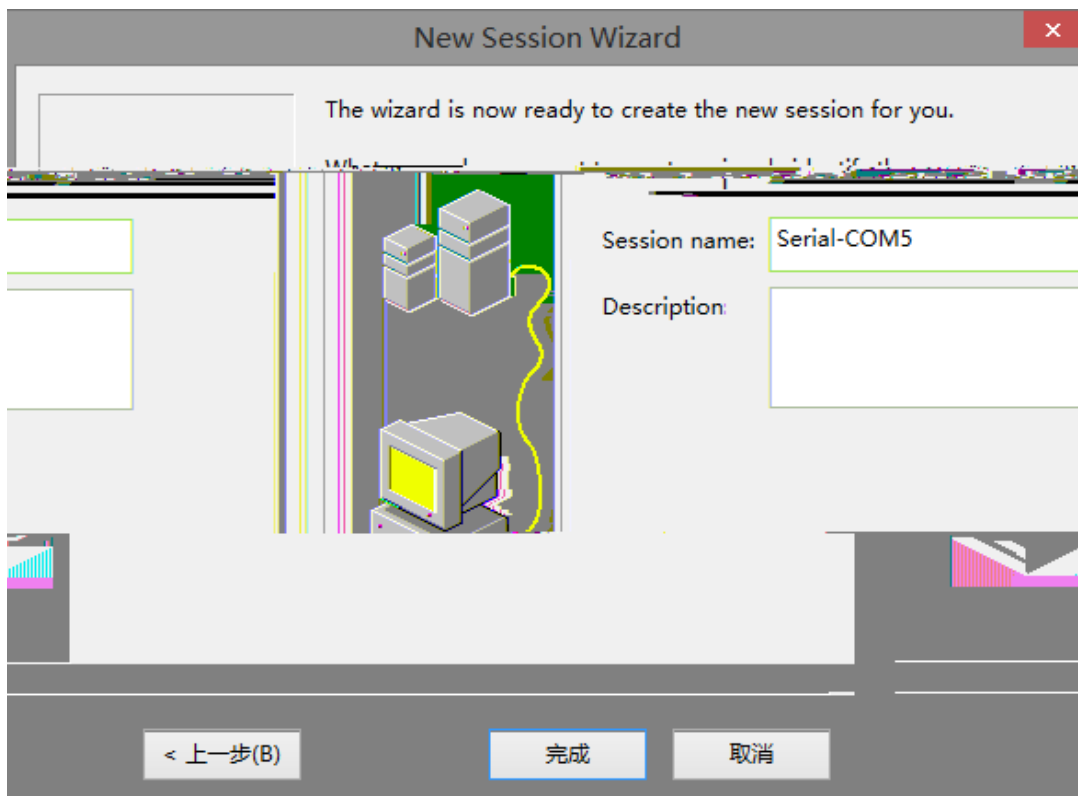 New Session Wizard
The wizard is now ready to create the new session for you.
Session name:
Serial-COM5
Description:
< 上一步(B)
完成
取消